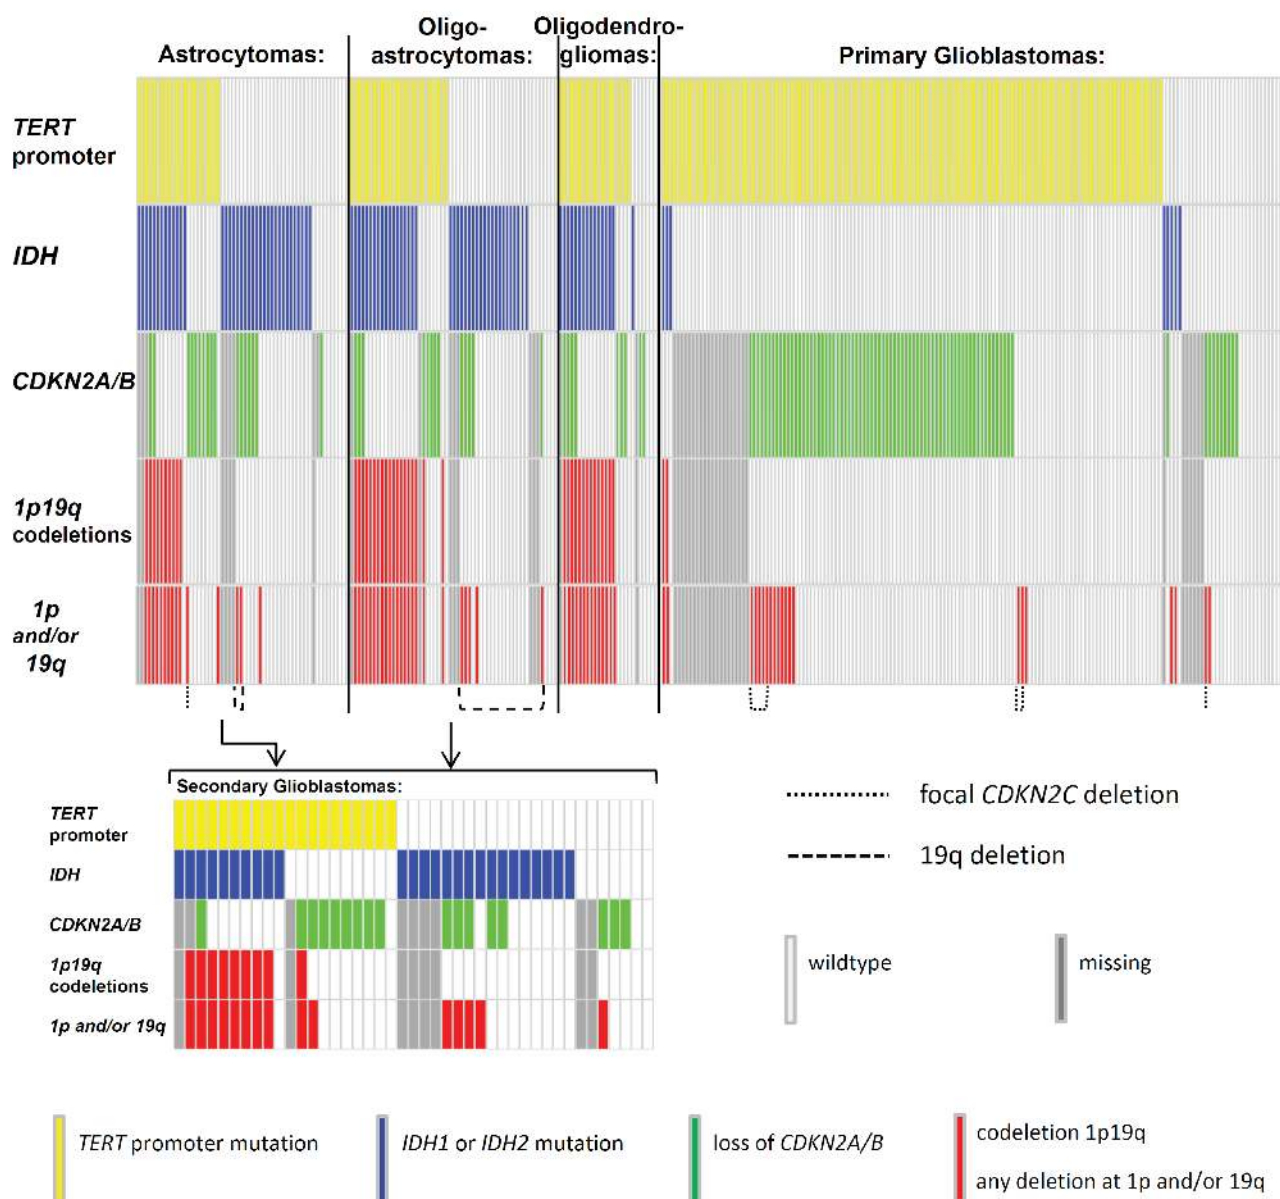 Astrocytomas:
Oligo-
astrocytomas:
Oligodendro-
gliomas:
Primary Glioblastomas:
TERT
promoter
IDH
CDKN2A/B
1p19q
codeletions
1p
and/or
19q
Secondary Glioblastomas:
TERT
promoter
IDH
CDKN2A/B
1p19q
codeletions
1p and/or 19q
focal CDKN2C deletion
19q deletion
wildtype
missing
TERT promoter mutation
IDH1 or IDH2 mutation
loss of CDKN2A/B
codeletion 1p19q
any deletion at 1p and/or 19q